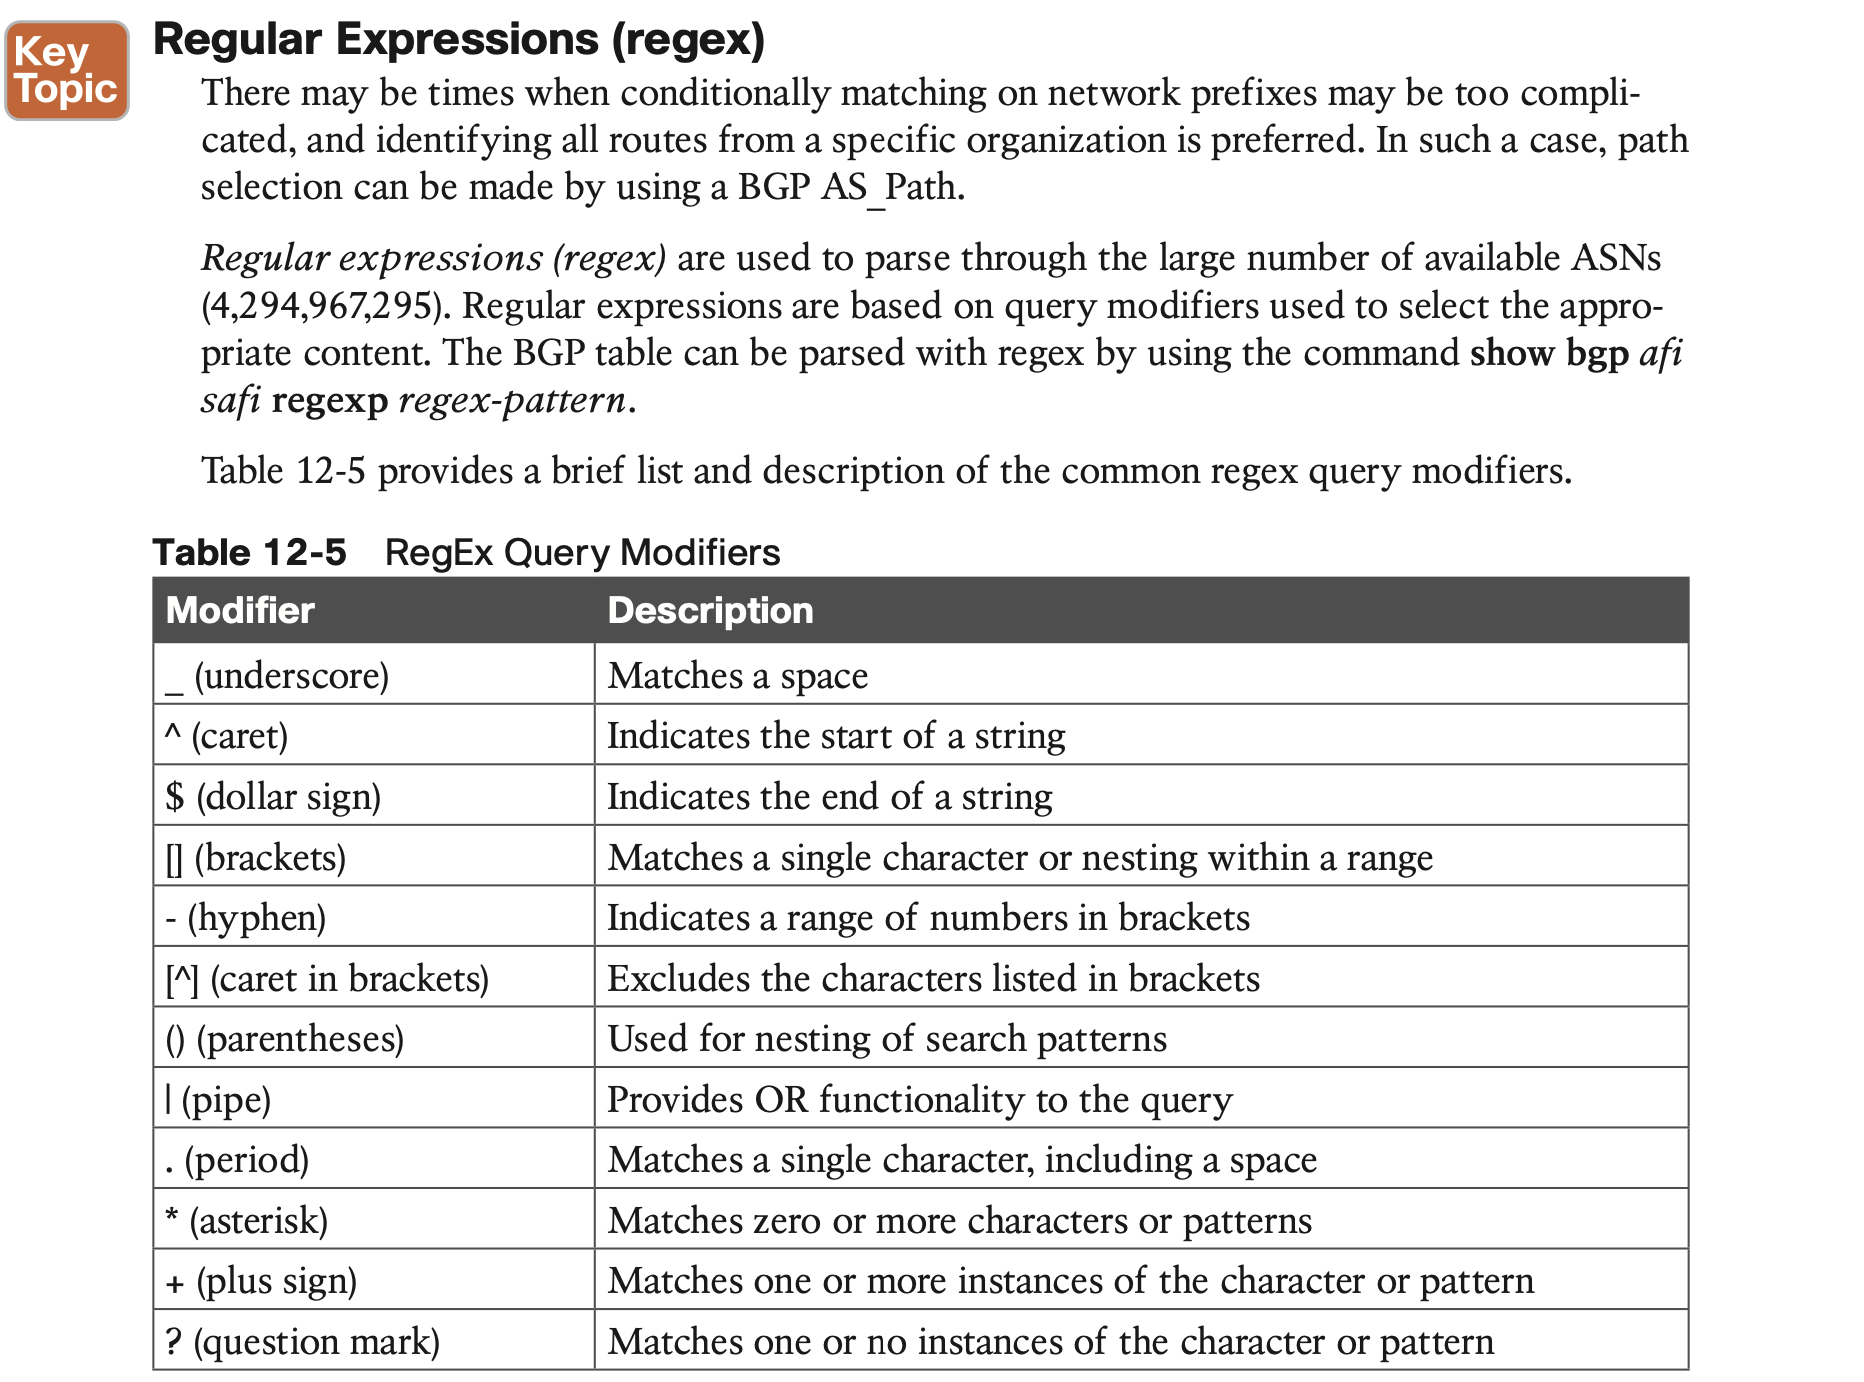 Key
Topic
Regular Expressions (regex)
There may be times when conditionally matching on network prefixes may be too compli-
cated, and identifying all routes from a specific organization is preferred. In such a case, path
selection can be made by using a BGP AS_Path.
Regular expressions (regex) are used to parse through the large number of available ASNs
(4,294,967,295). Regular expressions are based on query modifiers used to select the appro-
priate content. The BGP table can be parsed with regex by using the command show bgp afi
safi regexp regex-pattern.
Table 12-5 provides a brief list and description of the common regex query modifiers.
Table 12-5 RegEx Query Modifiers
Modifier Description
_ (underscore) Matches a space
^ (caret) Indicates the start of a string
$ (dollar sign) Indicates the end of a string
[] (brackets) Matches a single character or nesting within a range
- (hyphen) Indicates a range of numbers in brackets
[^] (caret in brackets) Excludes the characters listed in brackets
() (parentheses) Used for nesting of search patterns
| (pipe) Provides OR functionality to the query
. (period) Matches a single character, including a space
* (asterisk) Matches zero or more characters or patterns
+ (plus sign) Matches one or more instances of the character or pattern
? (question mark) Matches one or no instances of the character or pattern